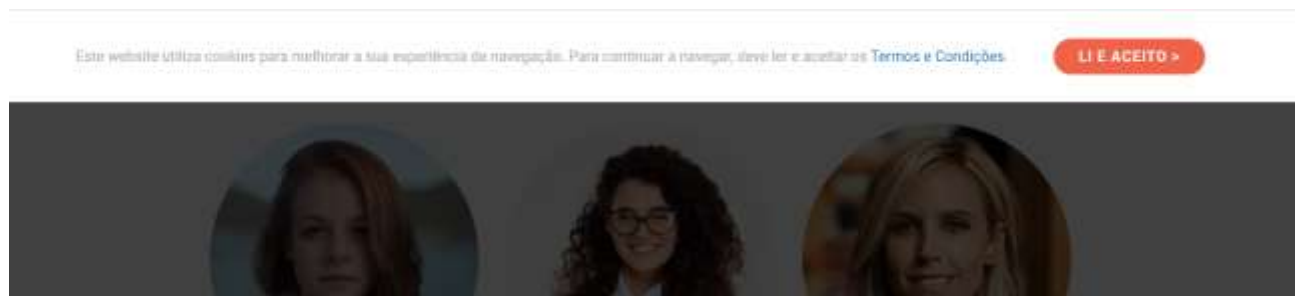 Este website utiliza cookies para melhorar a sua experiência de navegação. Para continuar a navegar, deve ler e aceitar os Termos e Condições
LI E ACEITO >